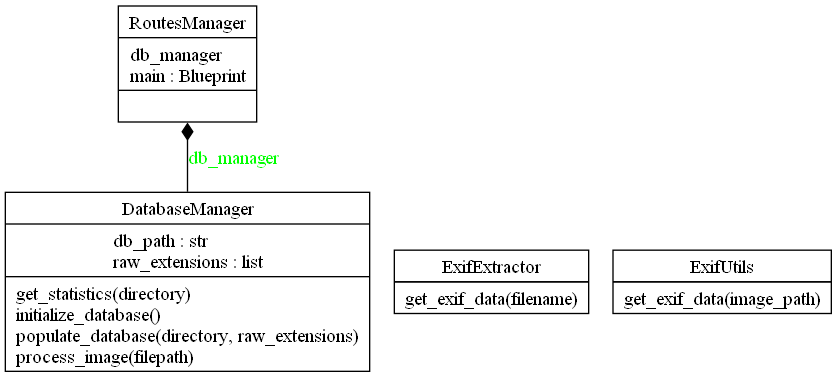 RoutesManager
db_manager
main : Blueprint
db_manager
DatabaseManager
db_path : str
raw_extensions : list
get_statistics(directory)
initialize_database()
populate_database(directory, raw_extensions)
process_image(filepath)
ExifExtractor
get_exif_data(filename)
ExifUtils
get_exif_data(image_path)